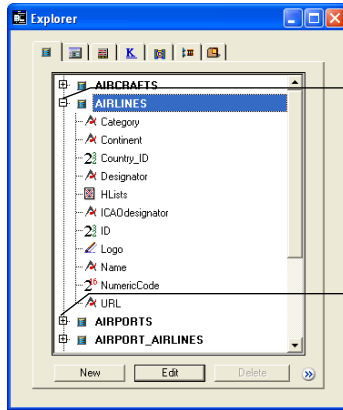 Explorer
K
AIRCRAFTS
AIRLINES
Category
Continent
Country_ID
Designator
HLists
ICAOdesignator
ID
Logo
Name
NumericCode
URL
AIRPORTS
AIRPORT_AIRLINES
New
Edit
Delete